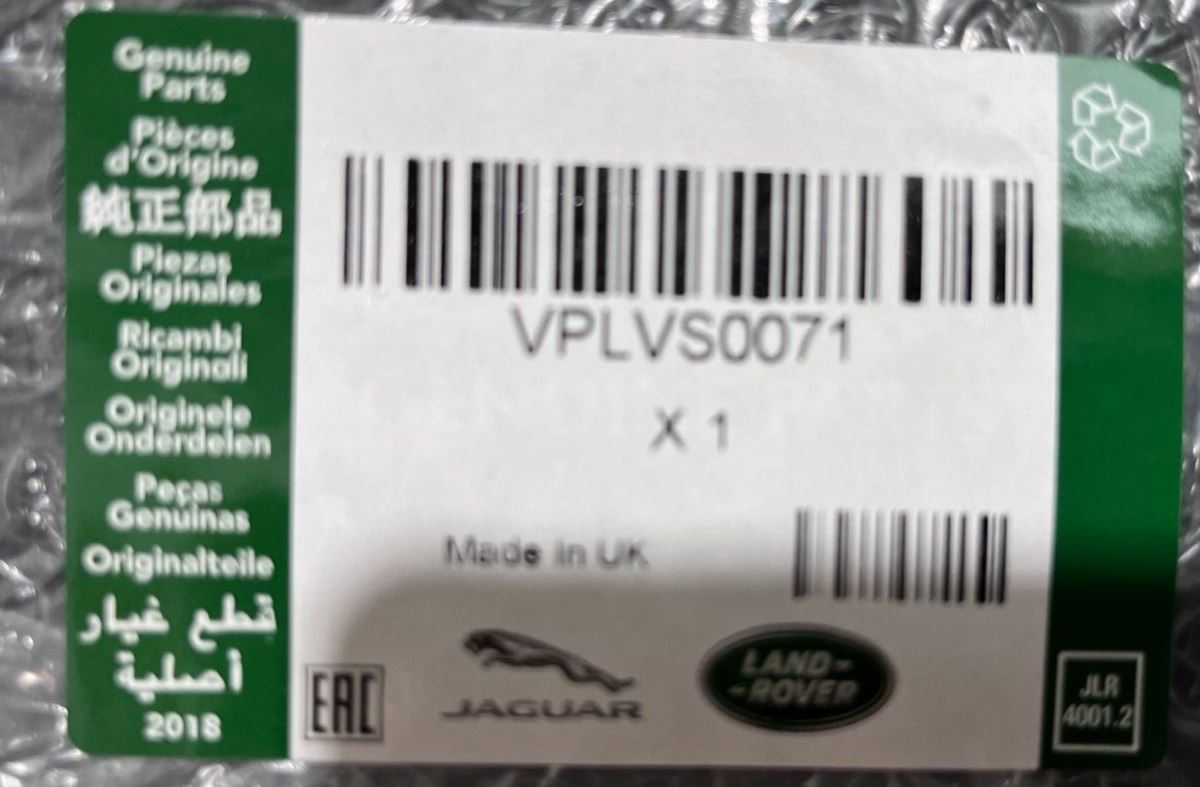 Genuine
Parts
Pièces
d'Origine
純正部品
Piezas
Originales
Ricambi
Originali
Originele
Onderdelen
Peças
Genuínas
Originalteile
قطع غيار
أصلية
2018
VPLVS0071
X 1
Made in UK
EAC
JAGUAR
LAND-
-ROVER
JLR
4001.2